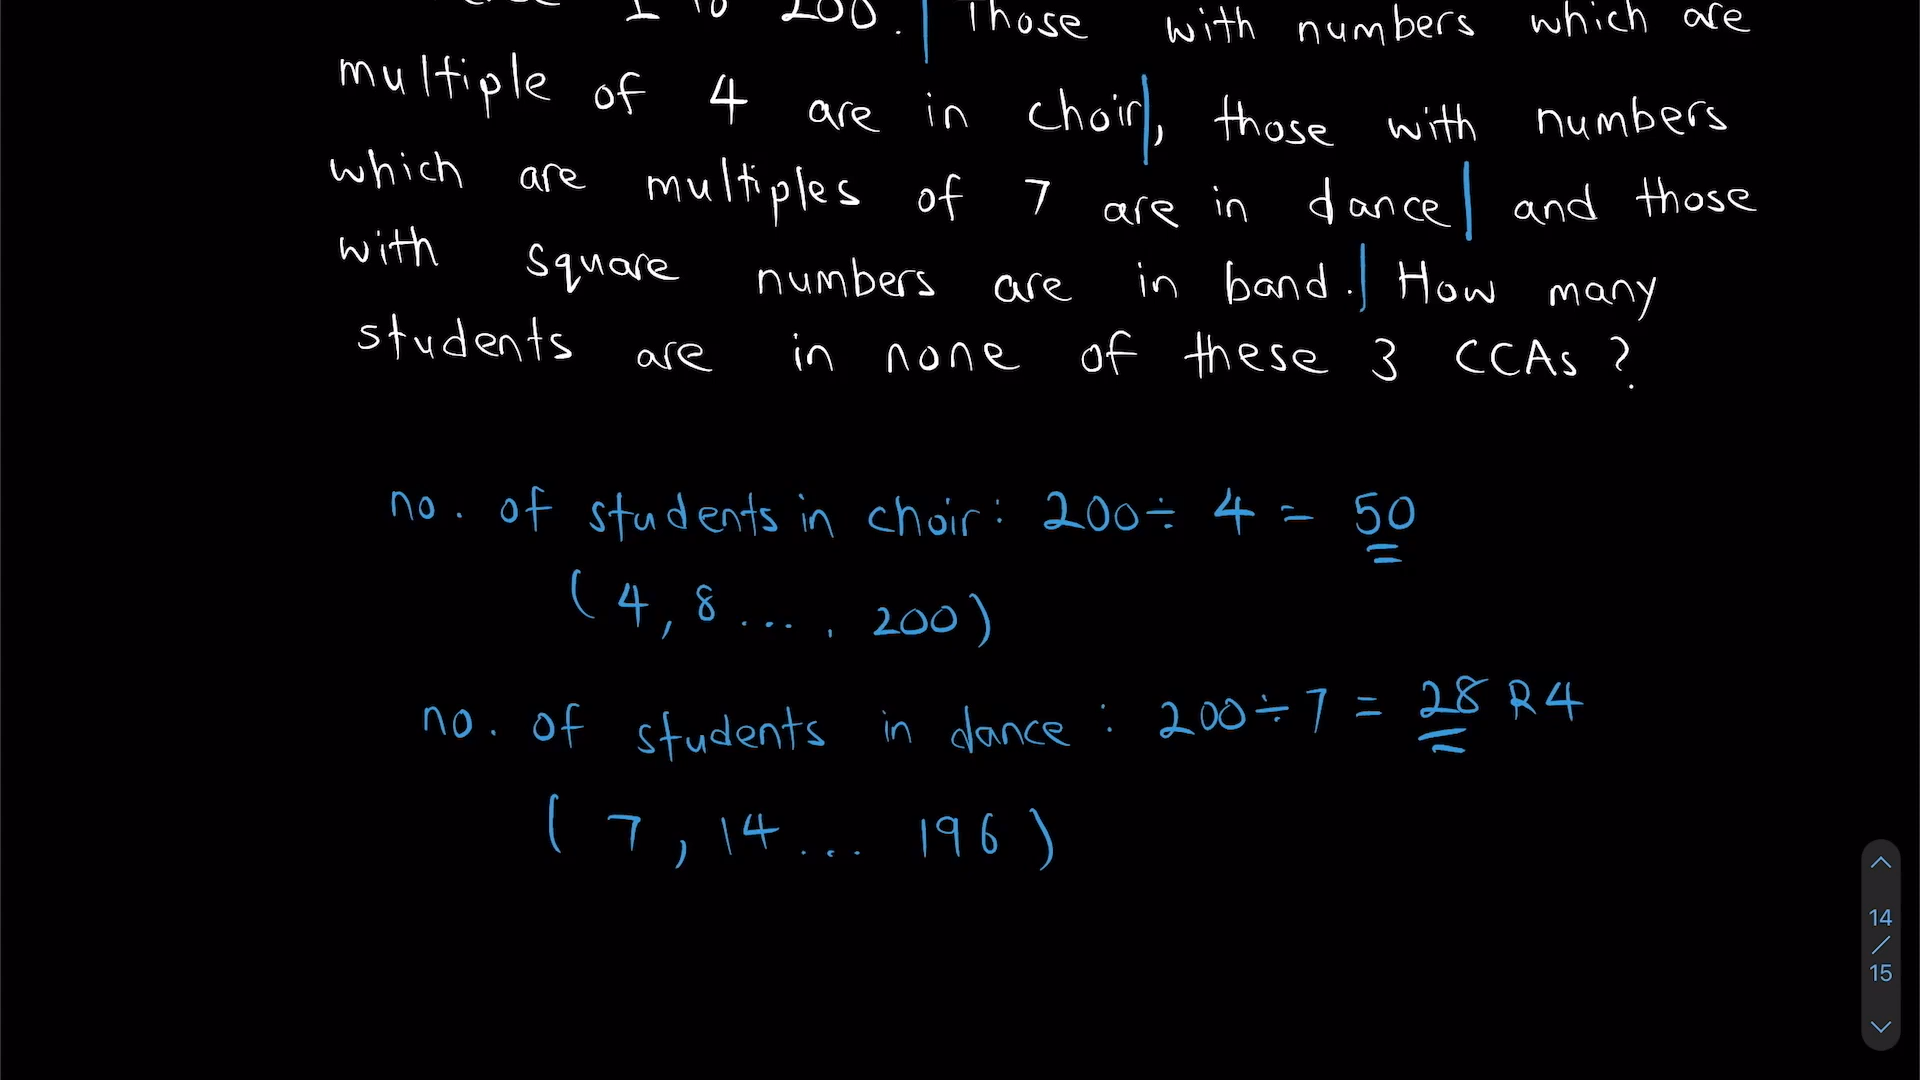 1 to 200. Those with numbers which are
multiple of 4 are in choir, those with numbers
which are multiples of 7 are in dance and those
with square numbers are in band. How many
students are in none of these 3 CCAs ?
no. of students in choir : 200 ÷ 4 = 50
( 4, 8 .... , 200 )
no. of students in dance : 200 ÷ 7 = 28 R4
( 7, 14 ... 196 )
14
/
15